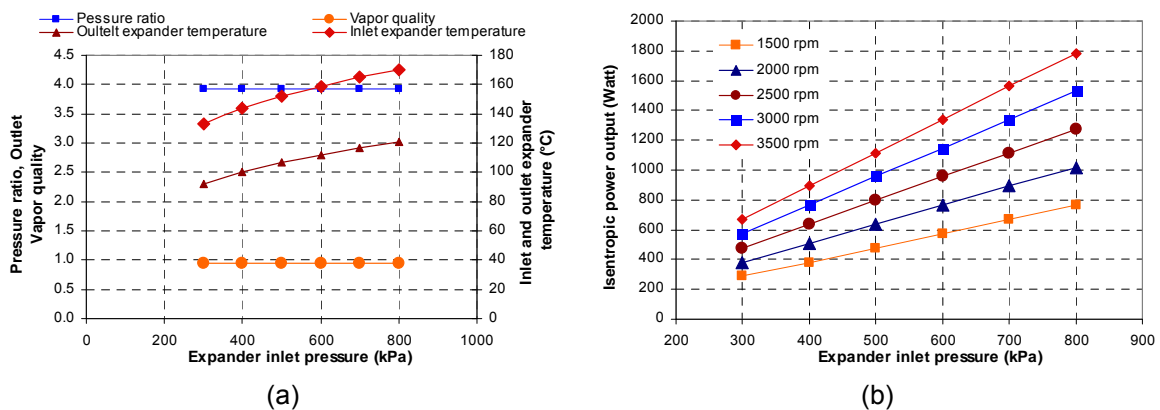 Pressure ratio
Vapor quality
Oultelt expander temperature
Inlet expander temperature
4.5
4.0
3.5
3.0
2.5
2.0
1.5
1.0
0.5
0.0
Pressure ratio, Outlet
Vapor quality
180
160
140
120
100
80
60
40
20
0
Inlet and outlet expander
temperature (°C)
0
200
400
600
800
1000
Expander inlet pressure (kPa)
(a)
2000
1800
1600
1400
1200
1000
800
600
400
200
0
Isentropic power output (Watt)
1500 rpm
2000 rpm
2500 rpm
3000 rpm
3500 rpm
200
300
400
500
600
700
800
900
Expander inlet pressure (kPa)
(b)